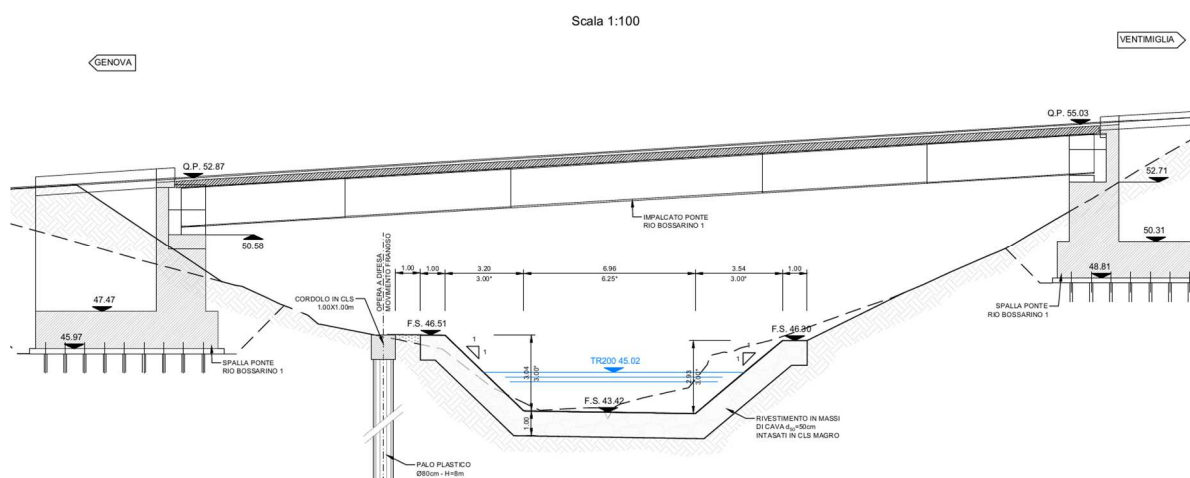 Scala 1:100
GENOVA
VENTIMIGLIA
Q.P. 55.03
Q.P. 52.87
52.71
IMPALCATO PONTE
RIO BOSSARINO 1
50.58
50.31
OPERA A DIFESA
MOVIMENTO FRANOSO
1.00
1.00
3.20
3.00*
6.96
6.25*
3.54
3.00*
1.00
48.81
CORDOLO IN CLS
1.00X1.00m
SPALLA PONTE
RIO BOSSARINO 1
47.47
F.S. 46.51
F.S. 46.30
45.97
1
1
1
1
SPALLA PONTE
RIO BOSSARINO 1
TR200 45.02
3.04
3.00*
2.93
3.00*
F.S. 43.42
1.00
RIVESTIMENTO IN MASSI
DI CAVA d50=50cm
INTASATI IN CLS MAGRO
PALO PLASTICO
Ø80cm - H=8m